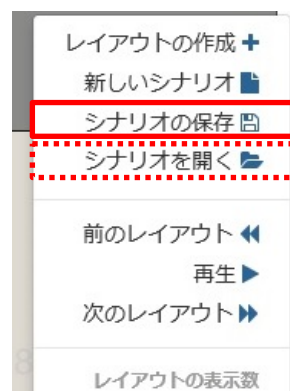 レイアウトの作成
新しいシナリオ
シナリオの保存
シナリオを開く
前のレイアウト
再生
次のレイアウト
8
レイアウトの表示数